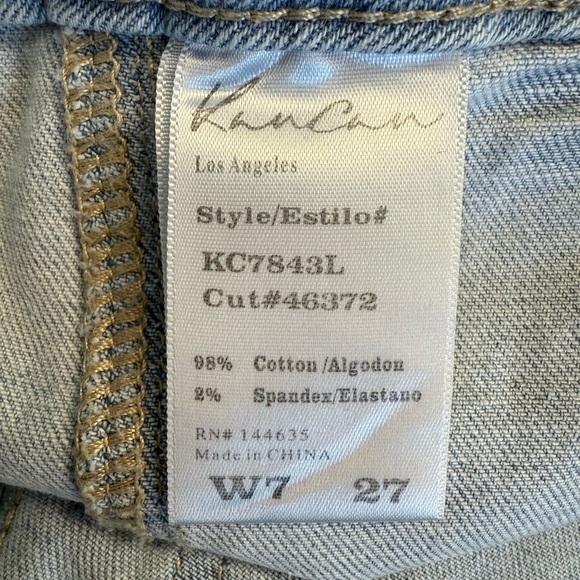 KanCan
Los Angeles
Style/Estilo#
KC7843L
Cut#46372
98% Cotton/Algodon
2% Spandex/Elastano
RN# 144635
Made in CHINA
W7 27